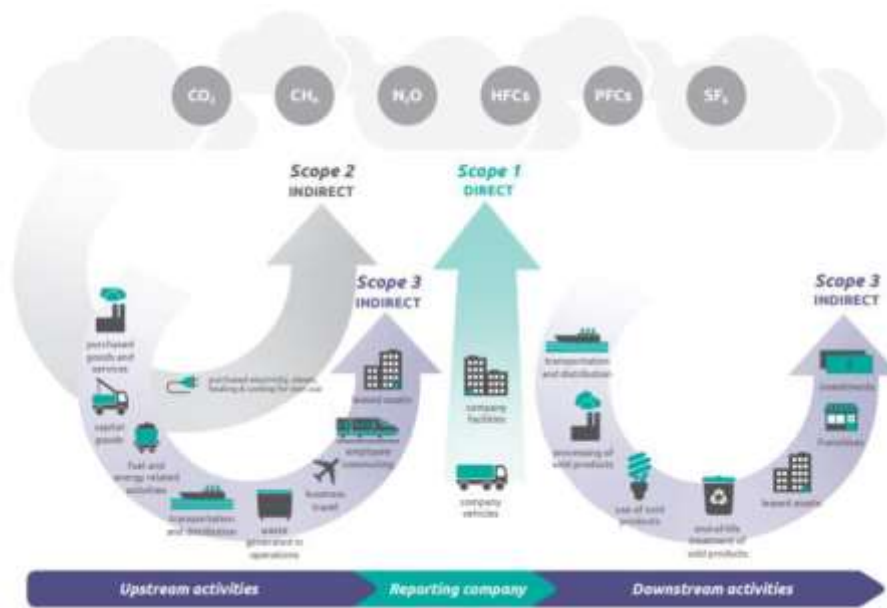 CO₂ CH₄ N₂O HFCs PFCs SF₆
Scope 2
INDIRECT
Scope 1
DIRECT
Scope 3
INDIRECT
Scope 3
INDIRECT
purchased
goods and
services
capital
goods
fuel and
energy related
activities
transportation
and distribution
waste
generated in
operations
business
travel
employee
commuting
leased assets
purchased electricity, steam,
heating & cooling for own use
company
facilities
company
vehicles
transportation
and distribution
processing of
sold products
use of sold
products
end-of-life
treatment of
sold products
leased assets
franchises
investments
Upstream activities
Reporting company
Downstream activities